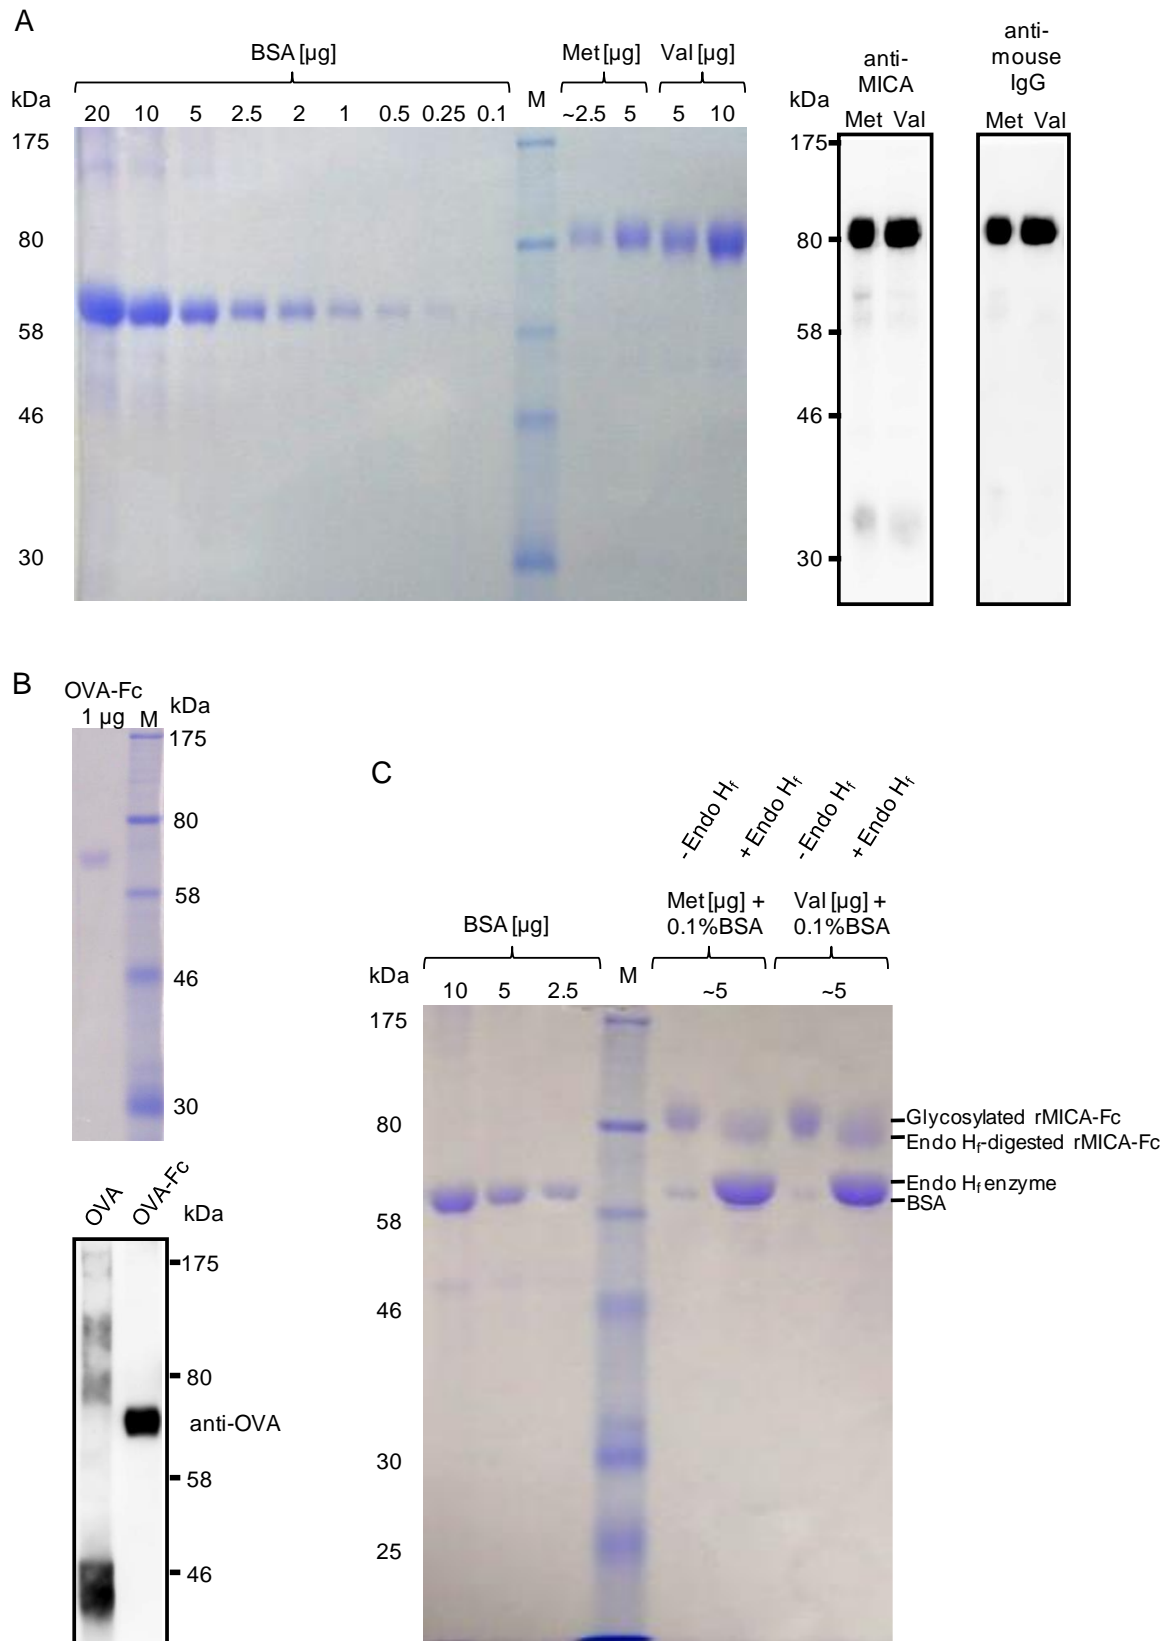 A
BSA [µg]
Met [µg]
Val [µg]
anti-
MICA
anti-
mouse
IgG
kDa
20 10 5 2.5 2 1 0.5 0.25 0.1
M
~2.5 5
5 10
kDa
Met Val
Met Val
175
80
58
46
30
175
80
58
46
30
B
OVA-Fc
1 µg
M
kDa
175
80
58
46
30
OVA
OVA-Fc
kDa
175
80
anti-OVA
58
46
C
- Endo Hf
+ Endo Hf
- Endo Hf
+ Endo Hf
Met [µg] +
0.1%BSA
Val [µg] +
0.1%BSA
BSA [µg]
kDa
10 5 2.5
M
~5
~5
175
80
58
46
30
25
Glycosylated rMICA-Fc
Endo Hf-digested rMICA-Fc
Endo Hf enzyme
BSA